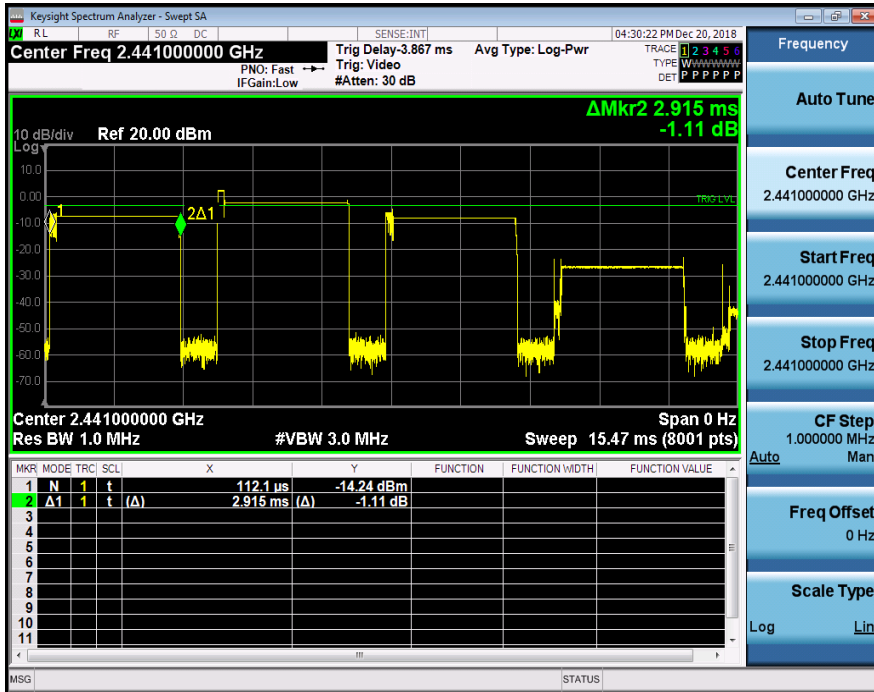 Keysight Spectrum Analyzer - Swept SA
LXI RL RF 50 Ω DC SENSE:INT 04:30:22 PM Dec 20, 2018
Center Freq 2.441000000 GHz
PNO: Fast
IFGain:Low
Trig Delay-3.867 ms
Trig: Video
#Atten: 30 dB
Avg Type: Log-Pwr
TRACE 1 2 3 4 5 6
TYPE WWWWWW
DET P P P P P P
ΔMkr2 2.915 ms
-1.11 dB
10 dB/div Ref 20.00 dBm
Log
10.0
0.00
-10.0
-20.0
-30.0
-40.0
-50.0
-60.0
-70.0
1
2Δ1
TRIG LVL
Center 2.441000000 GHz Span 0 Hz
Res BW 1.0 MHz #VBW 3.0 MHz Sweep 15.47 ms (8001 pts)
MKR MODE TRC SCL X Y FUNCTION FUNCTION WIDTH FUNCTION VALUE
1 N 1 t 112.1 µs -14.24 dBm
2 Δ1 1 t (Δ) 2.915 ms (Δ) -1.11 dB
3
4
5
6
7
8
9
10
11
MSG STATUS
Frequency
Auto Tune
Center Freq
2.441000000 GHz
Start Freq
2.441000000 GHz
Stop Freq
2.441000000 GHz
CF Step
1.000000 MHz
Auto Man
Freq Offset
0 Hz
Scale Type
Log Lin